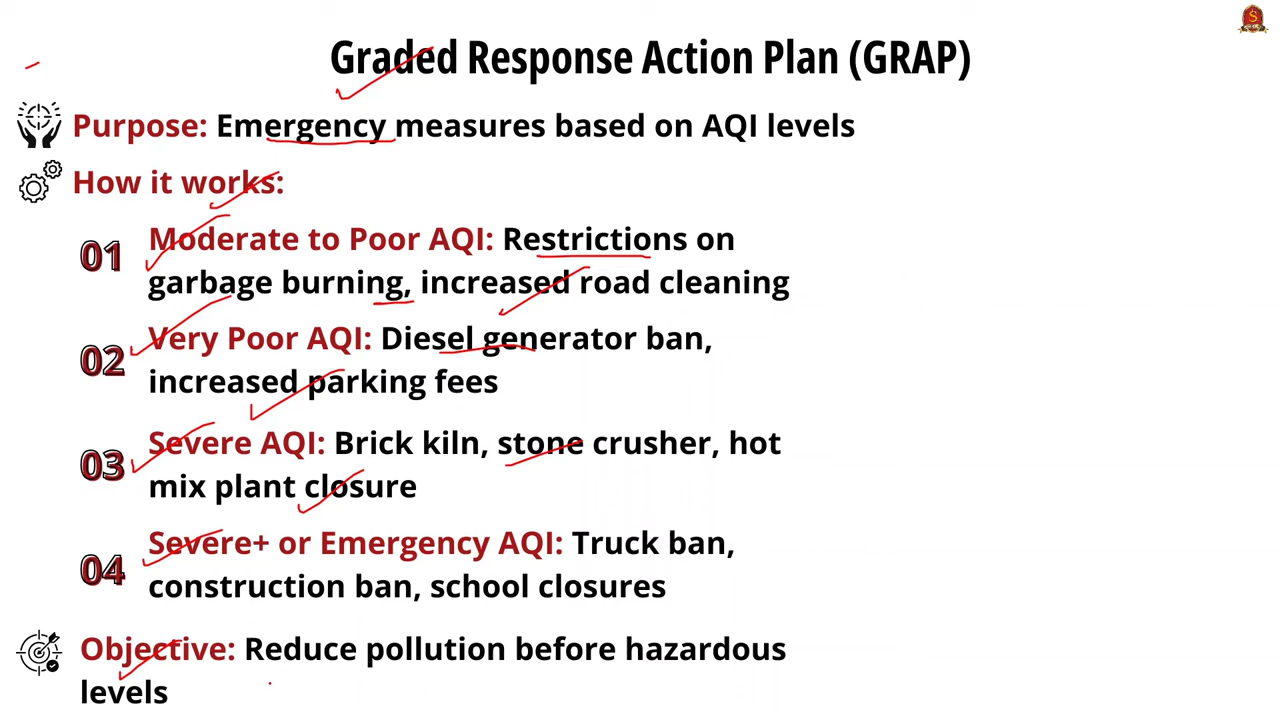 Graded Response Action Plan (GRAP)
Purpose: Emergency measures based on AQI levels
How it works:
01 Moderate to Poor AQI: Restrictions on
garbage burning, increased road cleaning
02 Very Poor AQI: Diesel generator ban,
increased parking fees
03 Severe AQI: Brick kiln, stone crusher, hot
mix plant closure
04 Severe+ or Emergency AQI: Truck ban,
construction ban, school closures
Objective: Reduce pollution before hazardous
levels